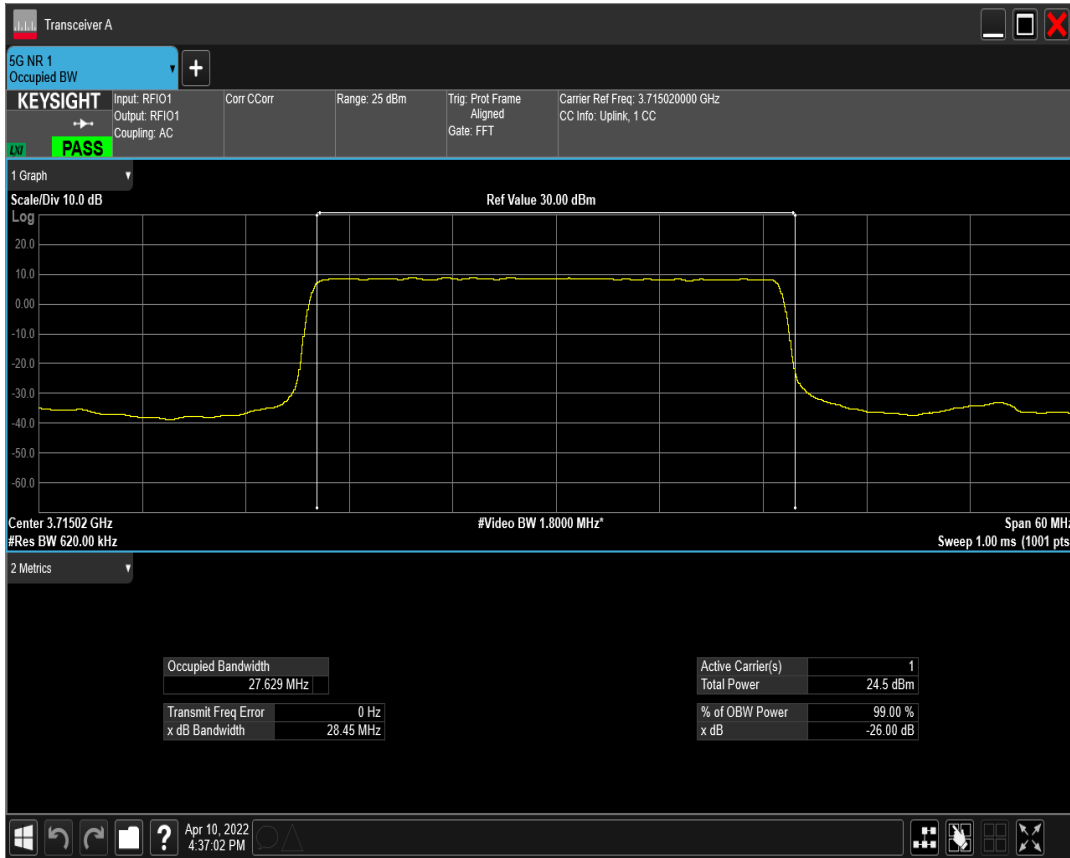 Transceiver A
5G NR 1
Occupied BW
KEYSIGHT
LXI
PASS
Input: RFIO1
Output: RFIO1
Coupling: AC
Corr CCorr
Range: 25 dBm
Trig: Prot Frame
Aligned
Gate: FFT
Carrier Ref Freq: 3.715020000 GHz
CC Info: Uplink, 1 CC
1 Graph
Scale/Div 10.0 dB
Ref Value 30.00 dBm
Log
20.0
10.0
0.00
-10.0
-20.0
-30.0
-40.0
-50.0
-60.0
Center 3.71502 GHz
#Video BW 1.8000 MHz*
Span 60 MHz
#Res BW 620.00 kHz
Sweep 1.00 ms (1001 pts
2 Metrics
Occupied Bandwidth
27.629 MHz
Transmit Freq Error 0 Hz
x dB Bandwidth 28.45 MHz
Active Carrier(s) 1
Total Power 24.5 dBm
% of OBW Power 99.00 %
x dB -26.00 dB
?
Apr 10, 2022
4:37:02 PM